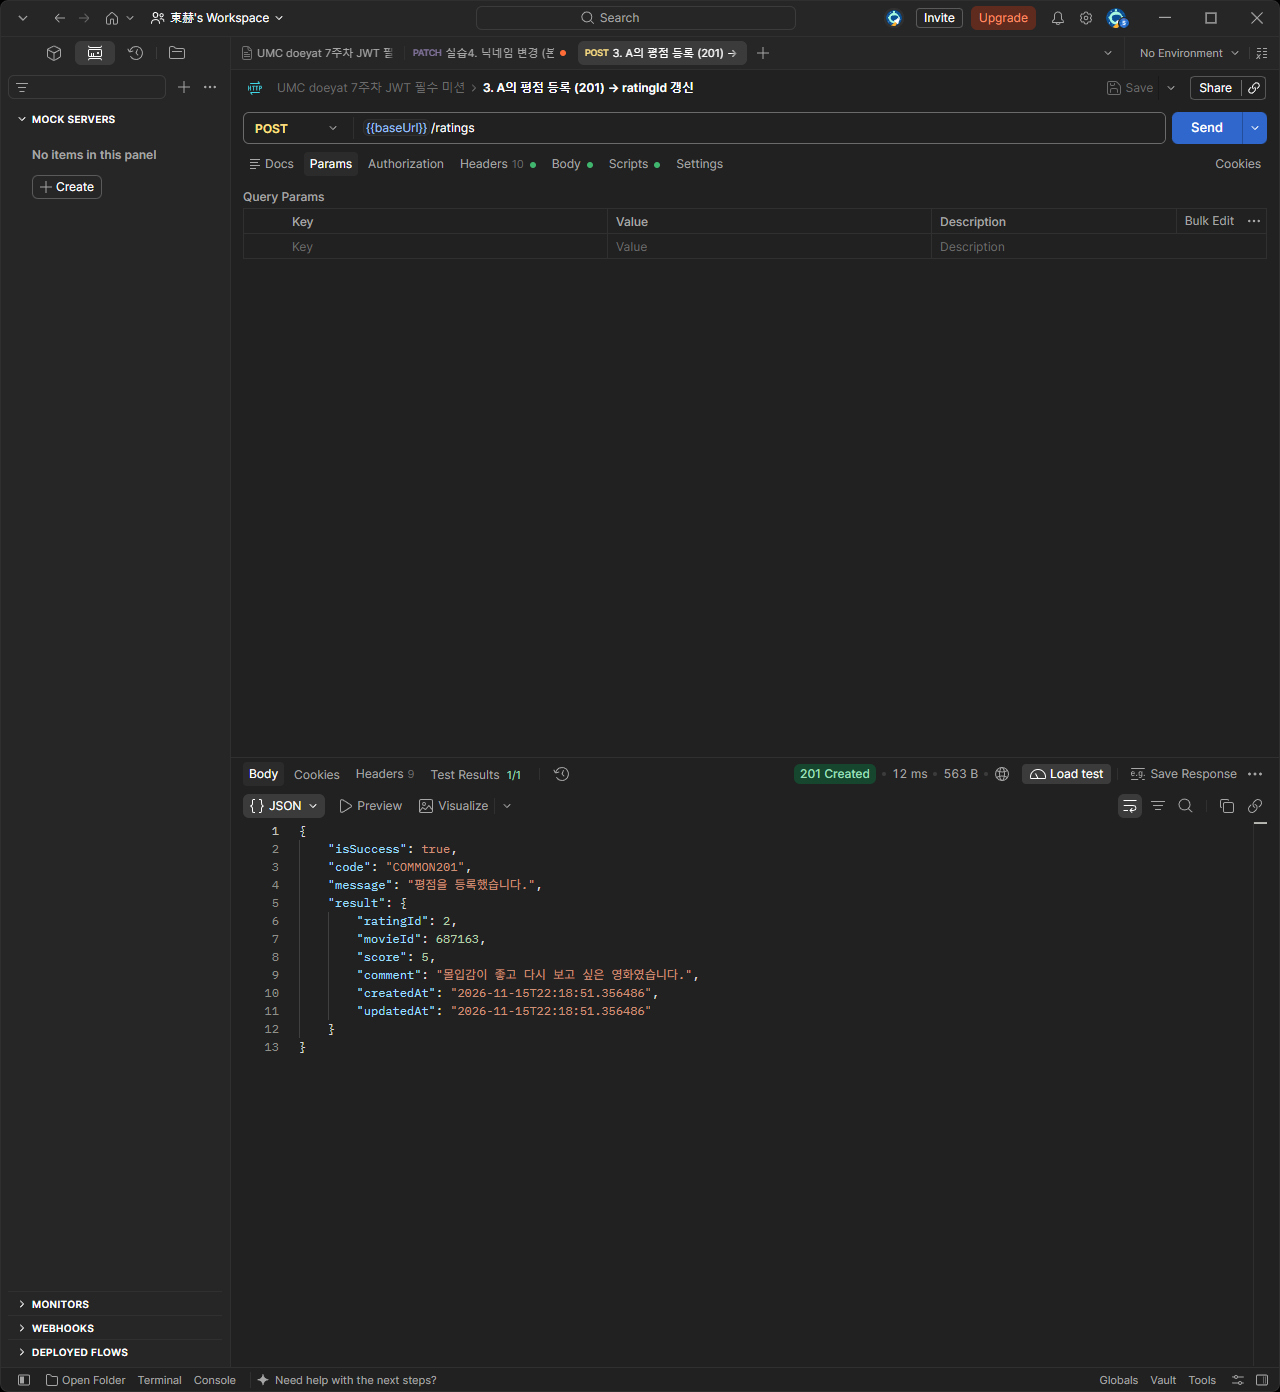 東赫's Workspace
Search
Invite
Upgrade
5
UMC doeyat 7주차 JWT 필
PATCH 실습4. 닉네임 변경 (본
POST 3. A의 평점 등록 (201) →
No Environment
HTTP
UMC doeyat 7주차 JWT 필수 미션 > 3. A의 평점 등록 (201) → ratingId 갱신
Save
Share
MOCK SERVERS
No items in this panel
Create
POST
{{baseUrl}} /ratings
Send
Docs
Params
Authorization
Headers 10
Body
Scripts
Settings
Cookies
Query Params
Key Value Description Bulk Edit
Key Value Description
Body
Cookies
Headers 9
Test Results 1/1
201 Created
12 ms
563 B
Load test
e.g. Save Response
{} JSON
Preview
Visualize
1 {
2 "isSuccess": true,
3 "code": "COMMON201",
4 "message": "평점을 등록했습니다.",
5 "result": {
6 "ratingId": 2,
7 "movieId": 687163,
8 "score": 5,
9 "comment": "몰입감이 좋고 다시 보고 싶은 영화였습니다.",
10 "createdAt": "2026-11-15T22:18:51.356486",
11 "updatedAt": "2026-11-15T22:18:51.356486"
12 }
13 }
MONITORS
WEBHOOKS
DEPLOYED FLOWS
Open Folder
Terminal
Console
Need help with the next steps?
Globals
Vault
Tools